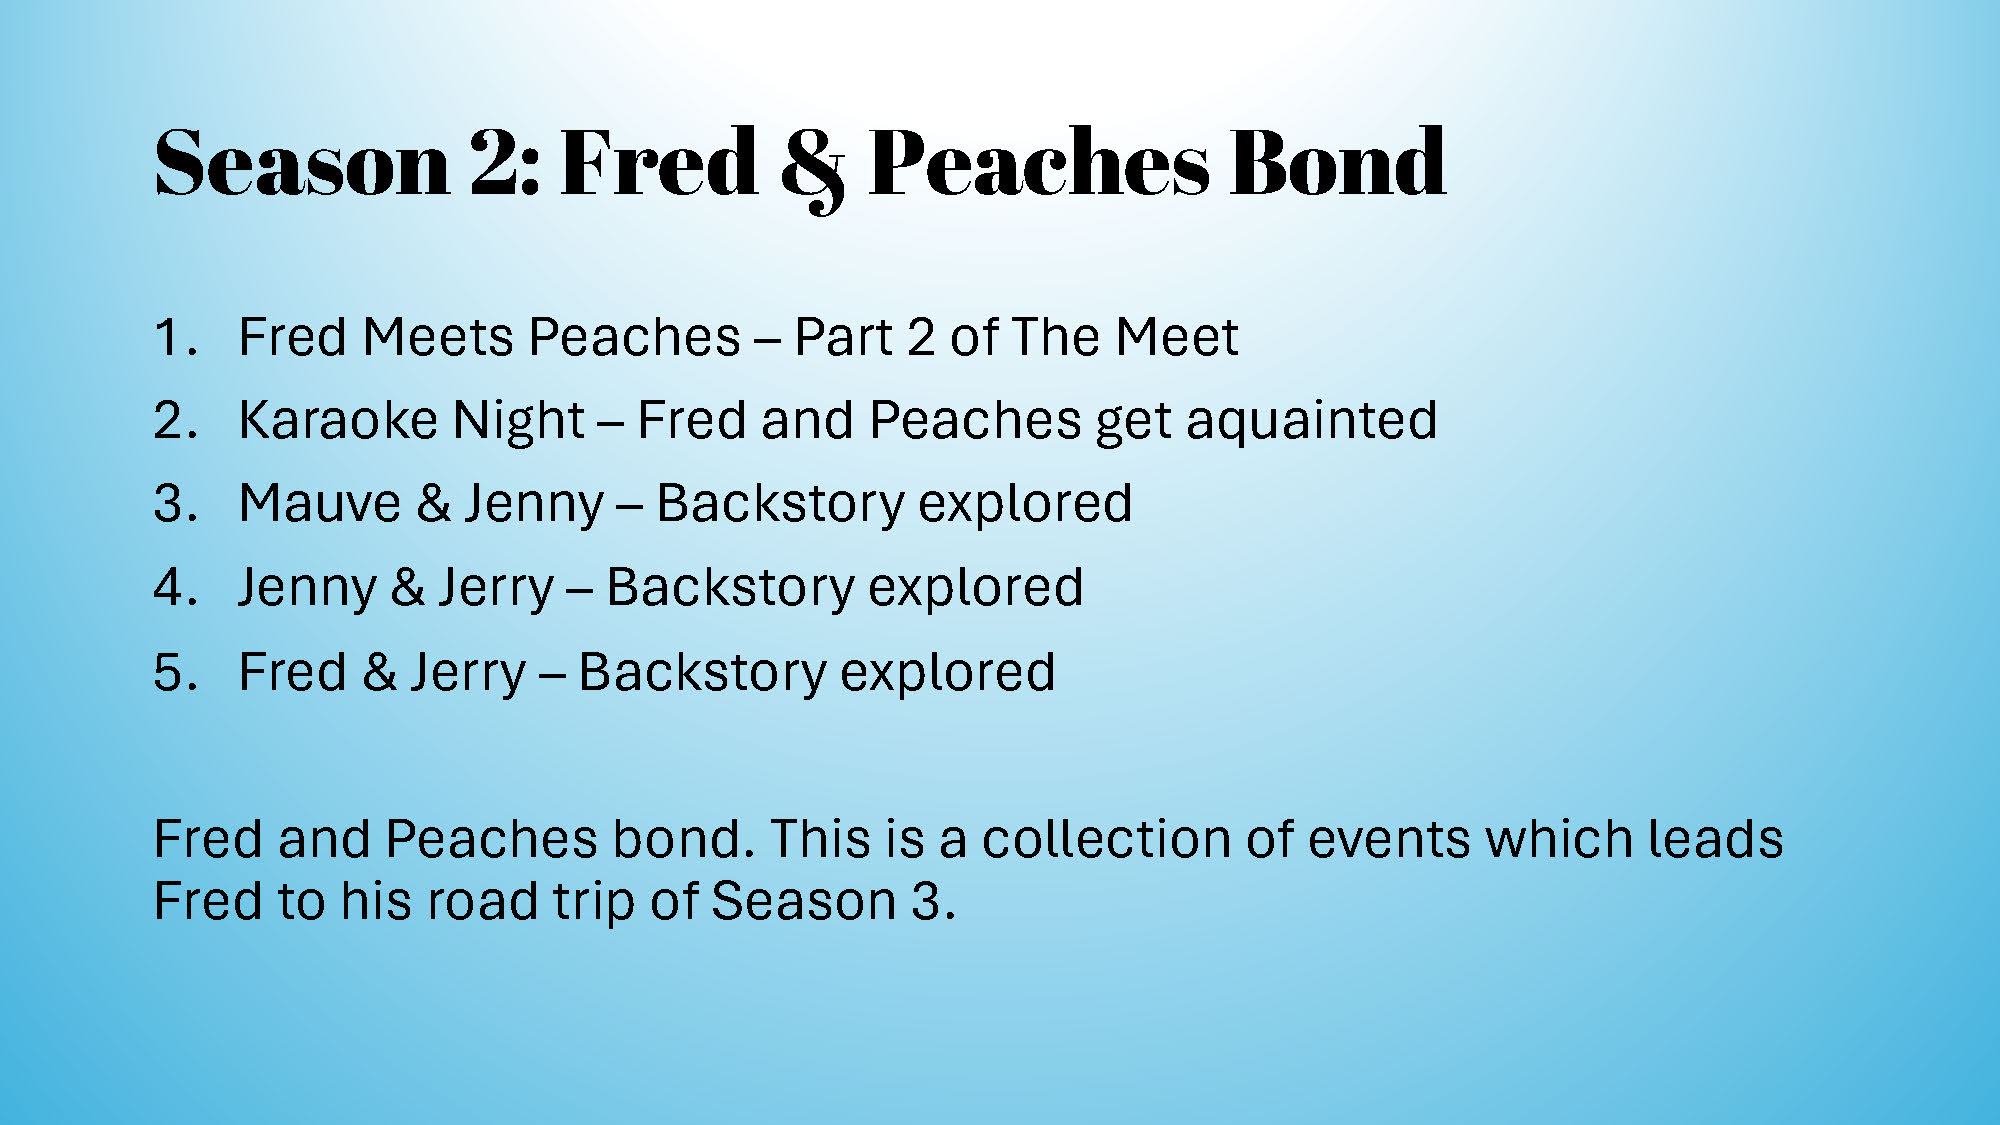 Season 2: Fred & Peaches Bond
1. Fred Meets Peaches – Part 2 of The Meet
2. Karaoke Night – Fred and Peaches get aquainted
3. Mauve & Jenny – Backstory explored
4. Jenny & Jerry – Backstory explored
5. Fred & Jerry – Backstory explored
Fred and Peaches bond. This is a collection of events which leads
Fred to his road trip of Season 3.